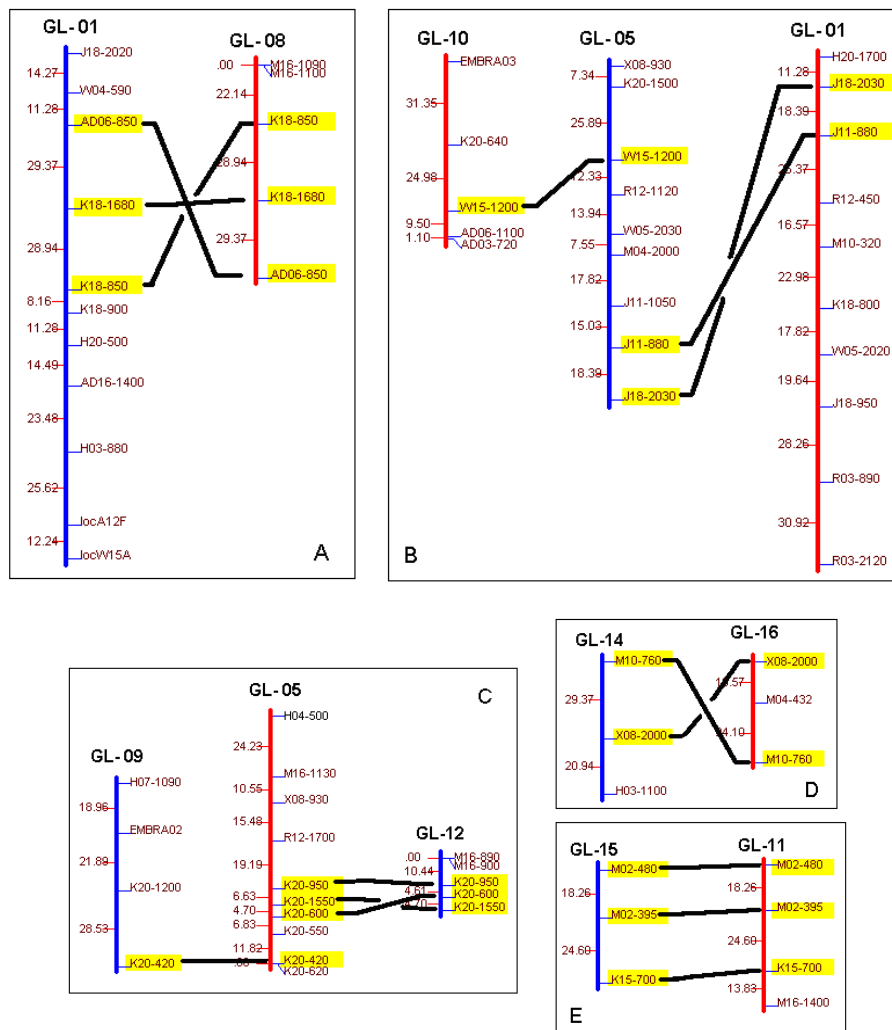 GL-01
J18-2020
14.27
W04-590
11.28
AD06-850
29.37
K18-1680
28.94
K18-850
8.16
K18-900
11.28
H20-500
14.49
AD16-1400
23.48
H03-880
25.62
locA12F
12.24
locW15A
GL-08
.00
M16-1090
M16-1100
22.14
K18-850
28.94
K18-1680
29.37
AD06-850
A
GL-10
EMBRA03
31.35
K20-640
24.98
W15-1200
9.50
AD06-1100
1.10
AD03-720
GL-05
X08-930
7.34
K20-1500
25.89
W15-1200
12.33
R12-1120
13.94
W05-2030
7.55
M04-2000
17.82
J11-1050
15.03
J11-880
18.39
J18-2030
GL-01
H20-1700
11.28
J18-2030
18.39
J11-880
R12-450
16.57
M10-320
22.98
K18-800
17.82
W05-2020
19.64
J18-950
28.26
R03-890
30.92
R03-2120
B
GL-09
H07-1090
18.96
EMBRA02
21.89
K20-1200
28.53
K20-420
GL-05
H04-500
24.23
M16-1130
10.55
X08-930
15.48
R12-1700
19.19
K20-950
6.63
K20-1550
4.70
K20-600
6.83
K20-550
11.82
K20-420
.00
K20-620
GL-12
.00
M16-890
M16-900
10.44
K20-950
4.61
K20-600
K20-1550
C
GL-14
M10-760
29.37
X08-2000
20.94
H03-1100
GL-16
X08-2000
M04-432
M10-760
D
GL-15
M02-480
18.26
M02-395
24.60
K15-700
GL-11
M02-480
18.26
M02-395
24.60
K15-700
13.83
M16-1400
E